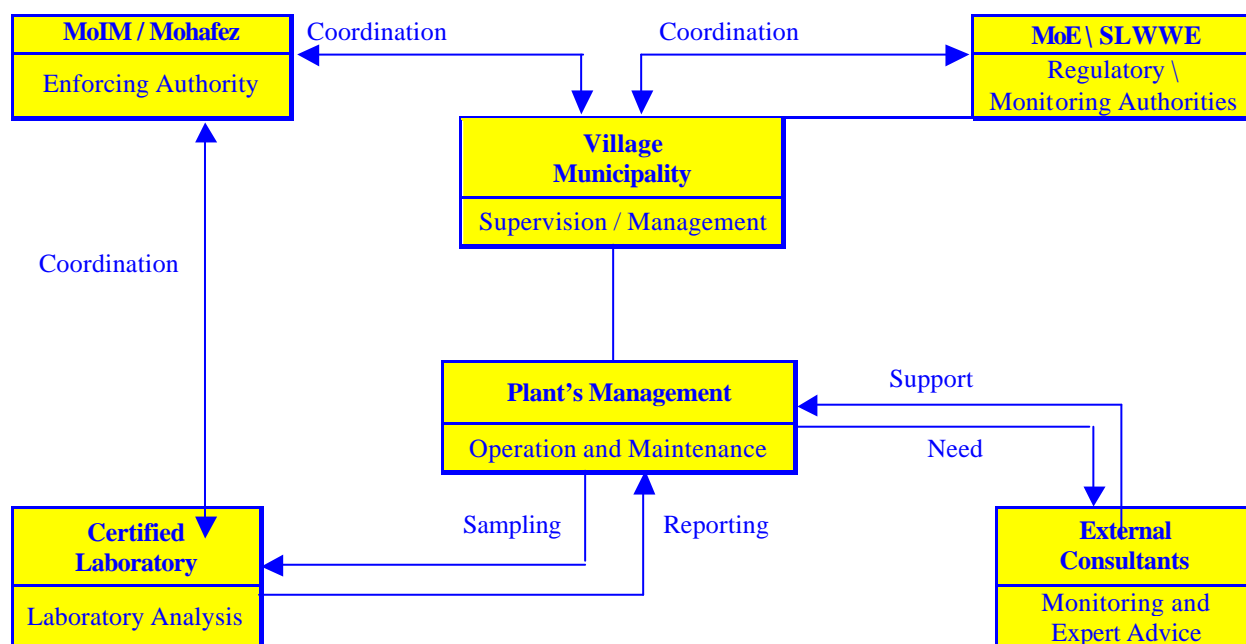 MoIM / Mohafez
Enforcing Authority
Coordination
Coordination
MoE \ SLWWE
Regulatory \
Monitoring Authorities
Village
Municipality
Supervision / Management
Coordination
Plant's Management
Operation and Maintenance
Support
Need
Sampling
Reporting
Certified
Laboratory
Laboratory Analysis
External
Consultants
Monitoring and
Expert Advice